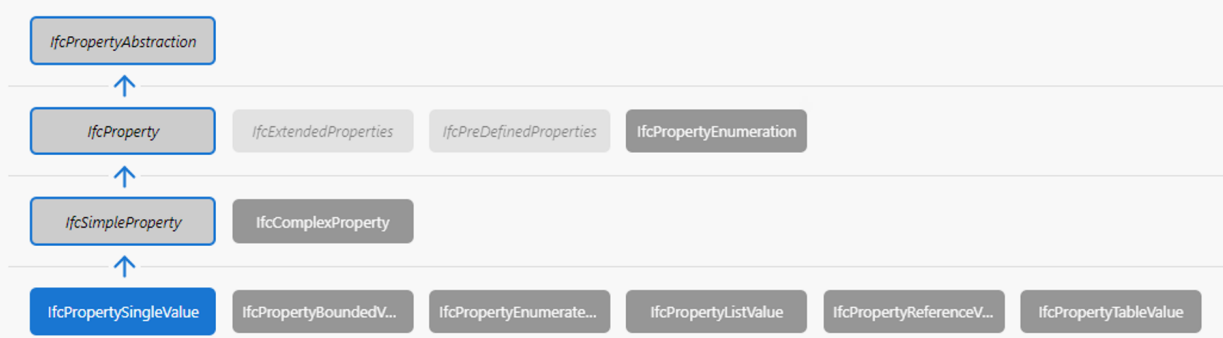 IfcPropertyAbstraction
IfcProperty IfcExtendedProperties IfcPreDefinedProperties IfcPropertyEnumeration
IfcSimpleProperty IfcComplexProperty
IfcPropertySingleValue IfcPropertyBoundedV... IfcPropertyEnumerate... IfcPropertyListValue IfcPropertyReferenceV... IfcPropertyTableValue